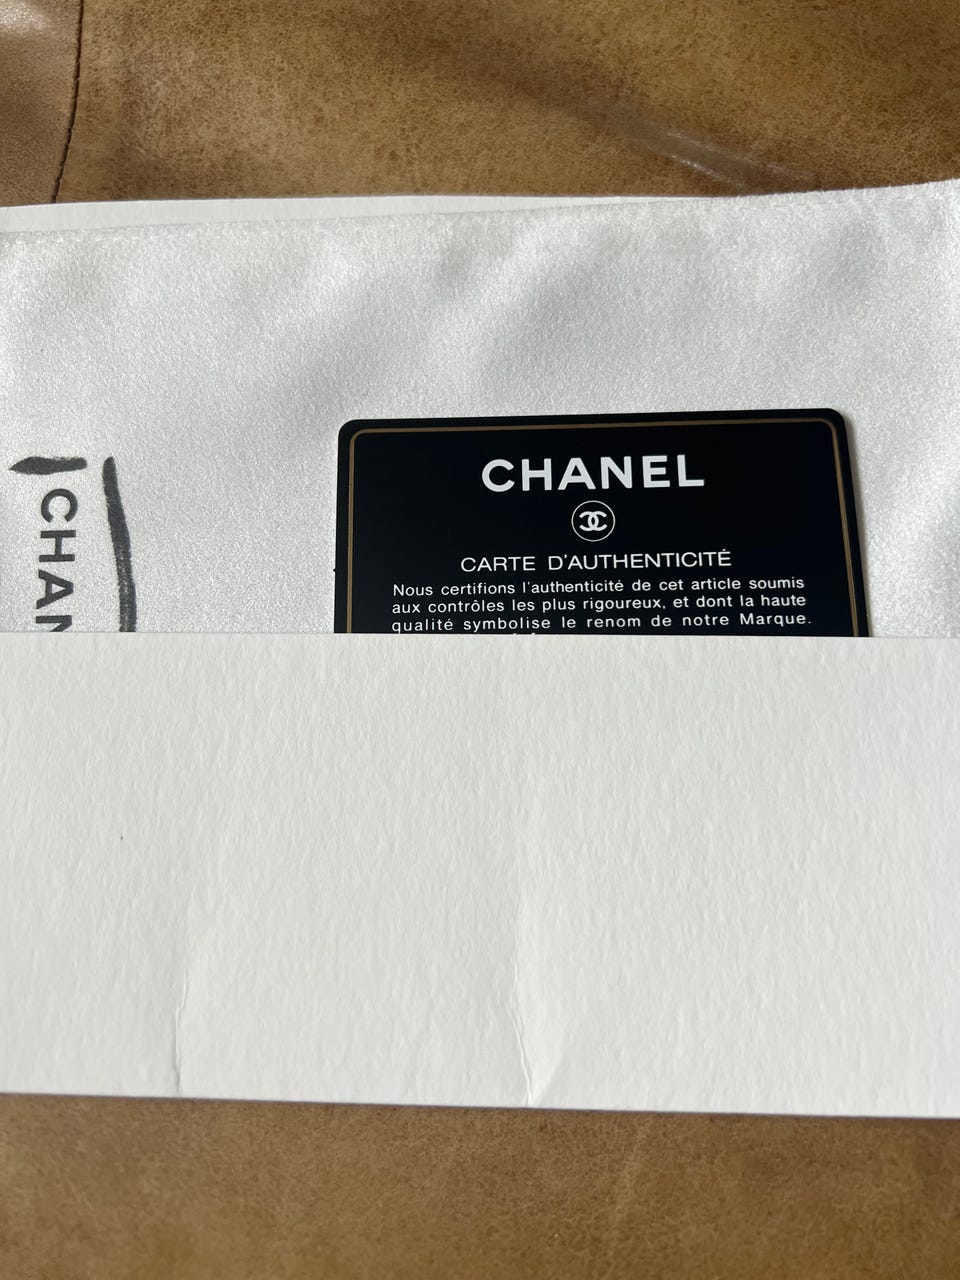 CHANEL
CARTE D'AUTHENTICITÉ
Nous certifions l'authenticité de cet article soumis
aux contrôles les plus rigoureux, et dont la haute
qualité symbolise le renom de notre Marque.
CHAN